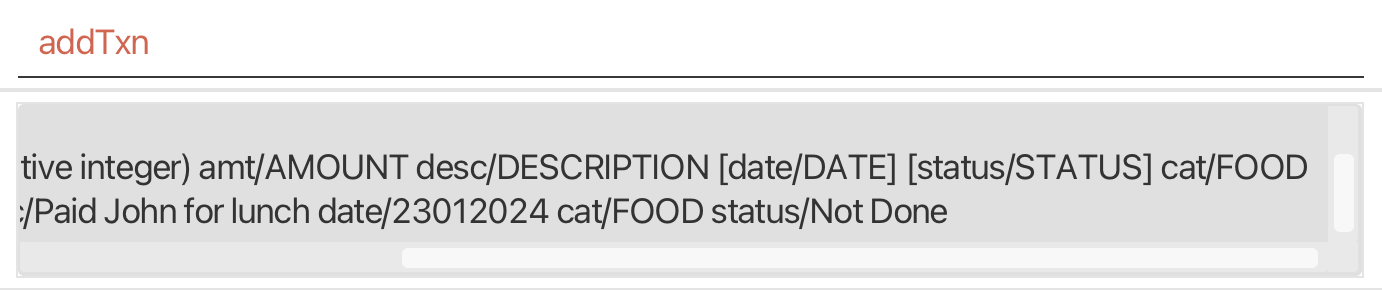 addTxn
tive integer) amt/AMOUNT desc/DESCRIPTION [date/DATE] [status/STATUS] cat/FOOD
/Paid John for lunch date/23012024 cat/FOOD status/Not Done